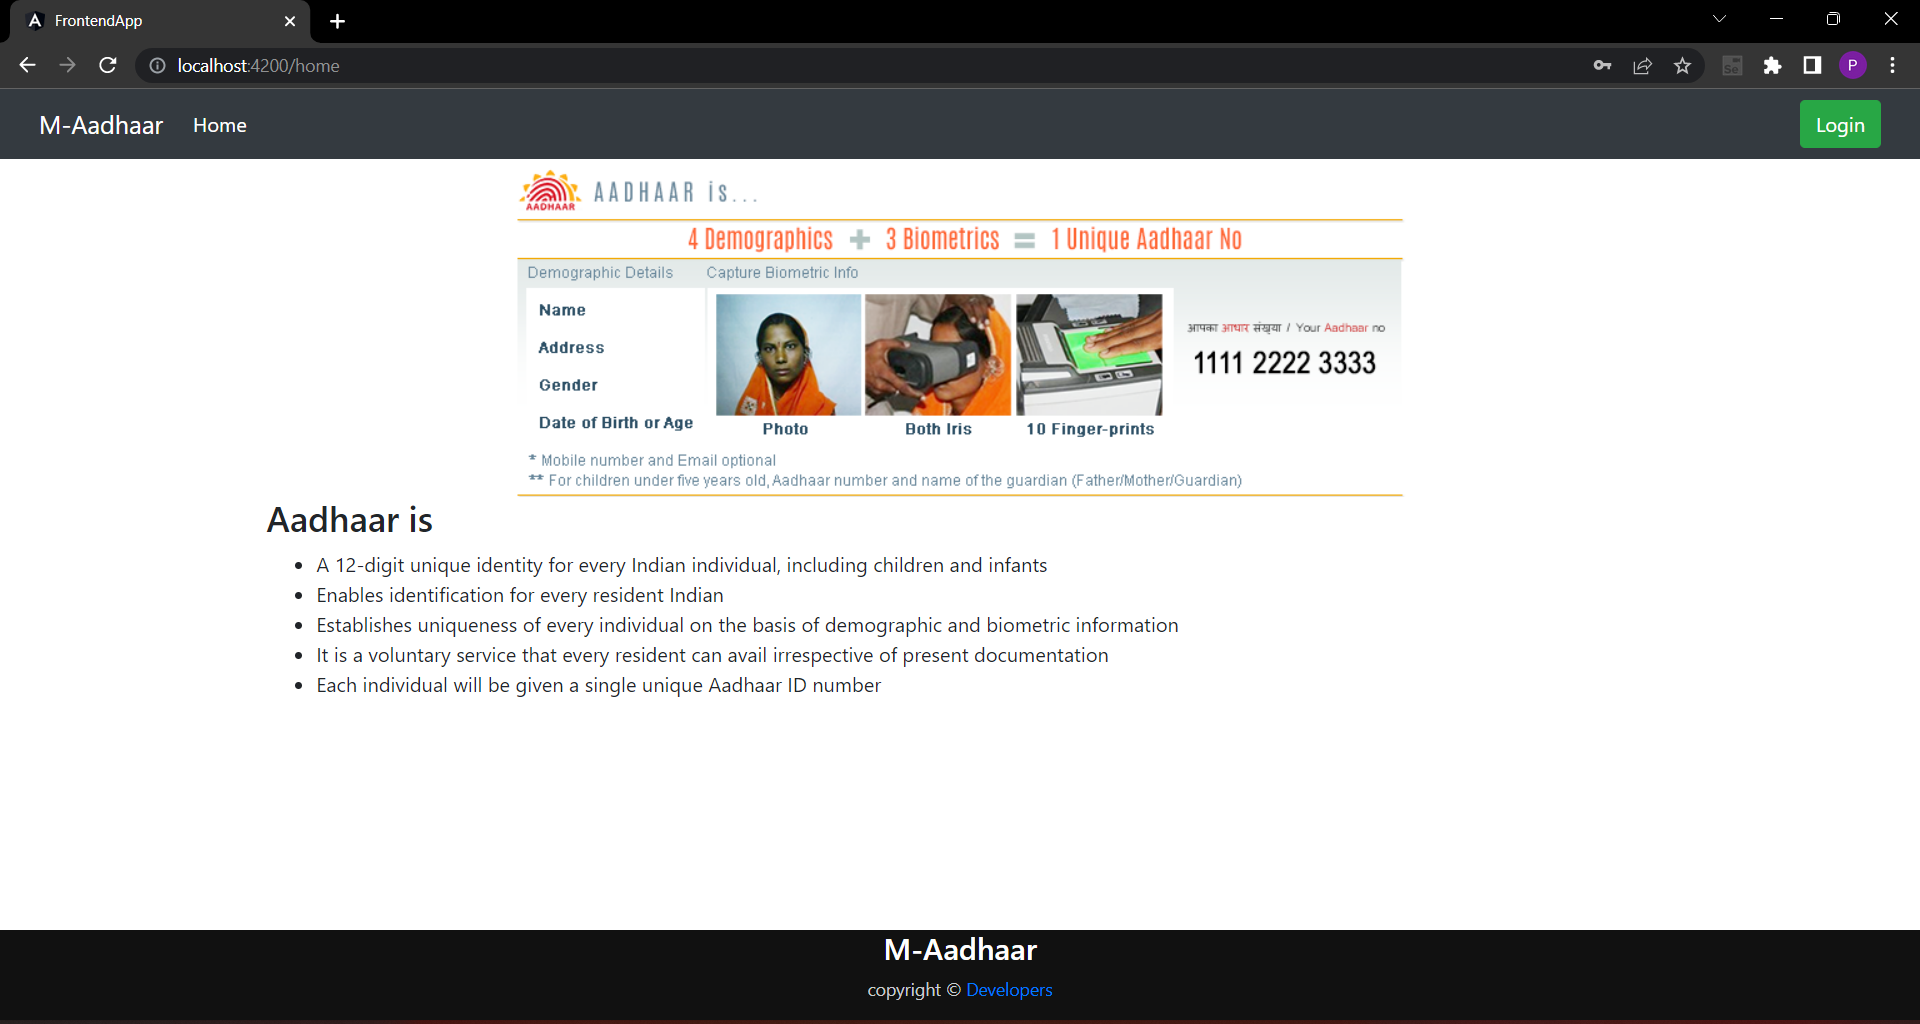 FrontendApp
localhost:4200/home
Se
P
M-Aadhaar Home Login
AADHAAR AADHAAR is...
4 Demographics + 3 Biometrics = 1 Unique Aadhaar No
Demographic Details Capture Biometric Info
Name
Address
Gender
Date of Birth or Age
Photo Both Iris 10 Finger-prints
आपका आधार संख्या / Your Aadhaar no
1111 2222 3333
* Mobile number and Email optional
** For children under five years old, Aadhaar number and name of the guardian (Father/Mother/Guardian)
Aadhaar is
• A 12-digit unique identity for every Indian individual, including children and infants
• Enables identification for every resident Indian
• Establishes uniqueness of every individual on the basis of demographic and biometric information
• It is a voluntary service that every resident can avail irrespective of present documentation
• Each individual will be given a single unique Aadhaar ID number
M-Aadhaar
copyright © Developers